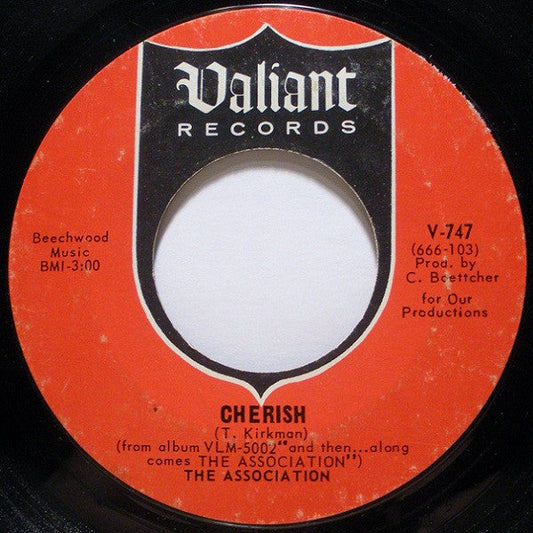 Valiant
RECORDS
Beechwood
Music
BMI-3:00
V-747
(666-103)
Prod. by
C. Boettcher
for Our
Productions
CHERISH
(T. Kirkman)
(from album VLM-5002"and then...along
comes THE ASSOCIATION")
THE ASSOCIATION